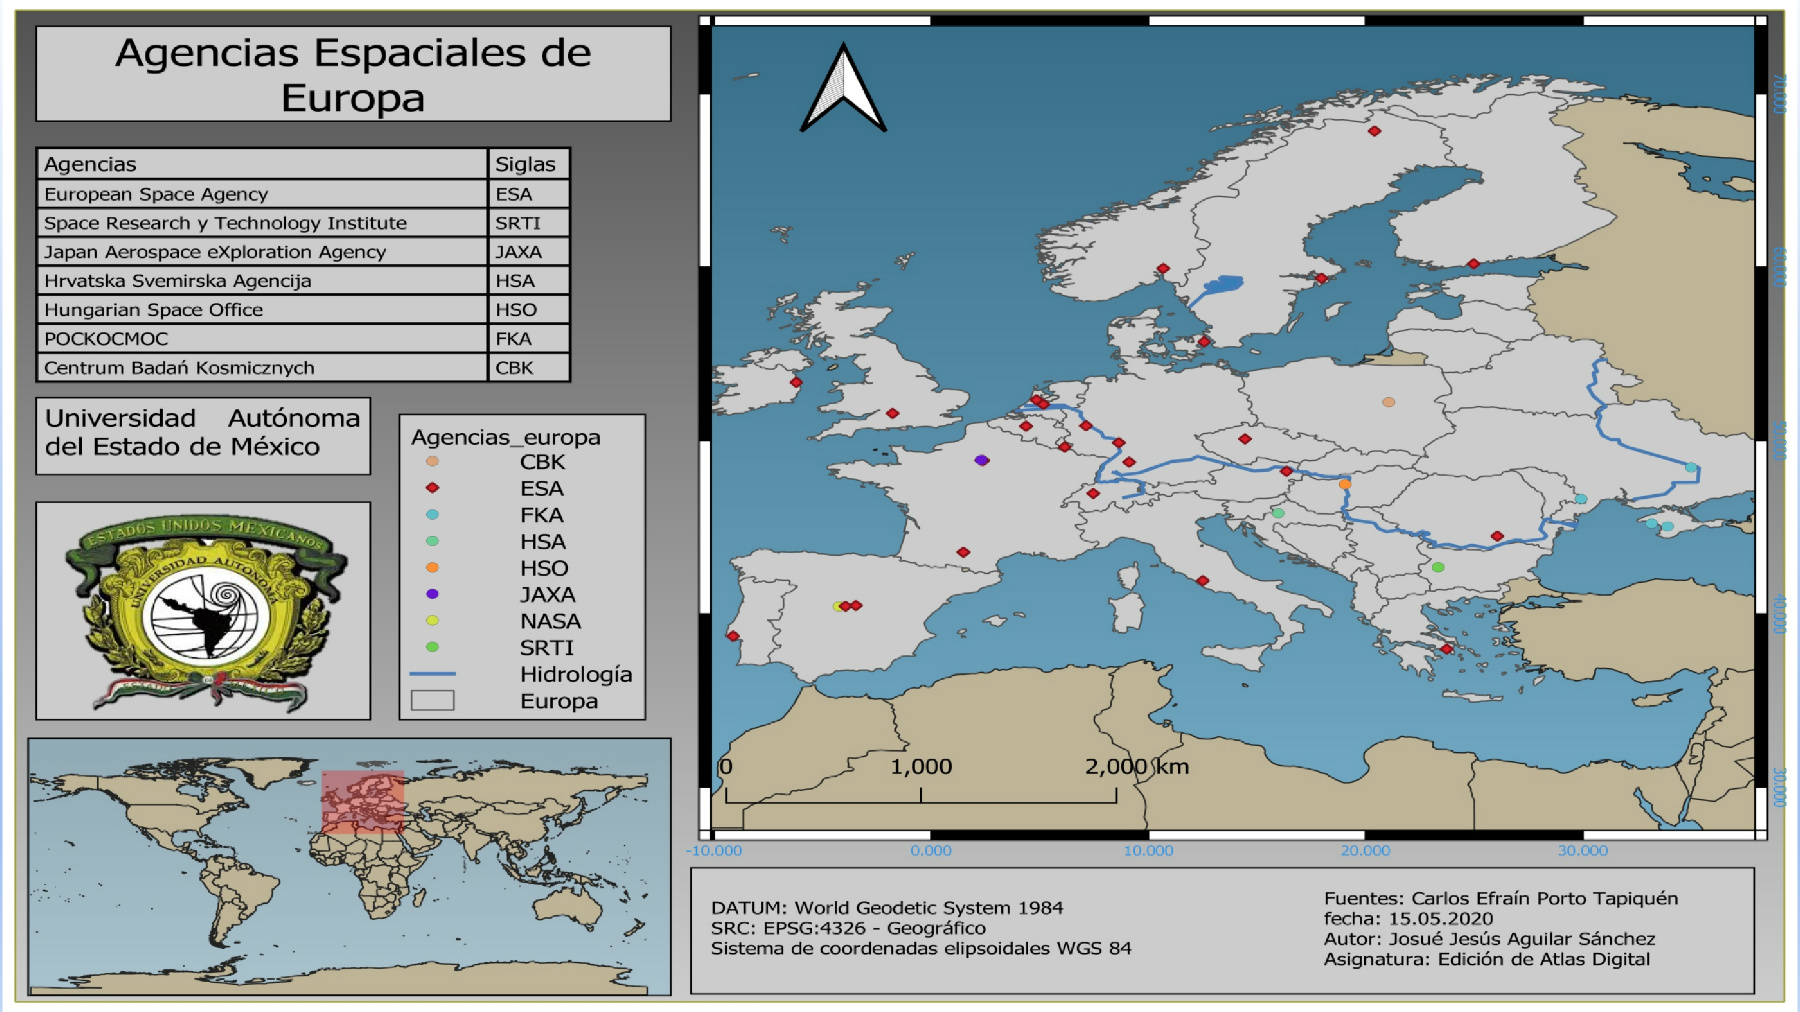 Agencias Espaciales de
Europa
Agencias Siglas
European Space Agency ESA
Space Research y Technology Institute SRTI
Japan Aerospace eXploration Agency JAXA
Hrvatska Svemirska Agencija HSA
Hungarian Space Office HSO
POCKOCMOC FKA
Centrum Badań Kosmicznych CBK
Universidad Autónoma
del Estado de México
ESTADOS UNIDOS MEXICANOS
UNIVERSIDAD AUTONOMA
Agencias_europa
CBK
ESA
FKA
HSA
HSO
JAXA
NASA
SRTI
Hidrología
Europa
0 1,000 2,000 km
-10.000 0.000 10.000 20.000 30.000
70.000
60.000
50.000
40.000
30.000
DATUM: World Geodetic System 1984
SRC: EPSG:4326 - Geográfico
Sistema de coordenadas elipsoidales WGS 84
Fuentes: Carlos Efraín Porto Tapiquén
fecha: 15.05.2020
Autor: Josué Jesús Aguilar Sánchez
Asignatura: Edición de Atlas Digital